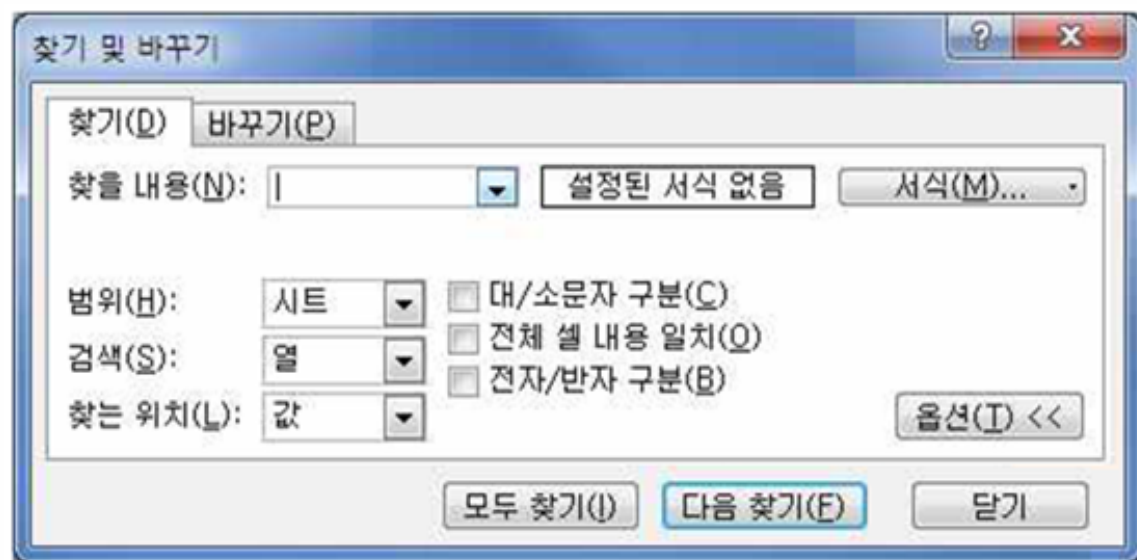 찾기 및 바꾸기
찾기(D) 바꾸기(P)
찾을 내용(N): 설정된 서식 없음 서식(M)...
범위(H): 시트 대/소문자 구분(C)
전체 셀 내용 일치(O)
검색(S): 열
전자/반자 구분(B)
찾는 위치(L): 값
옵션(T) <<
모두 찾기(I) 다음 찾기(F) 닫기